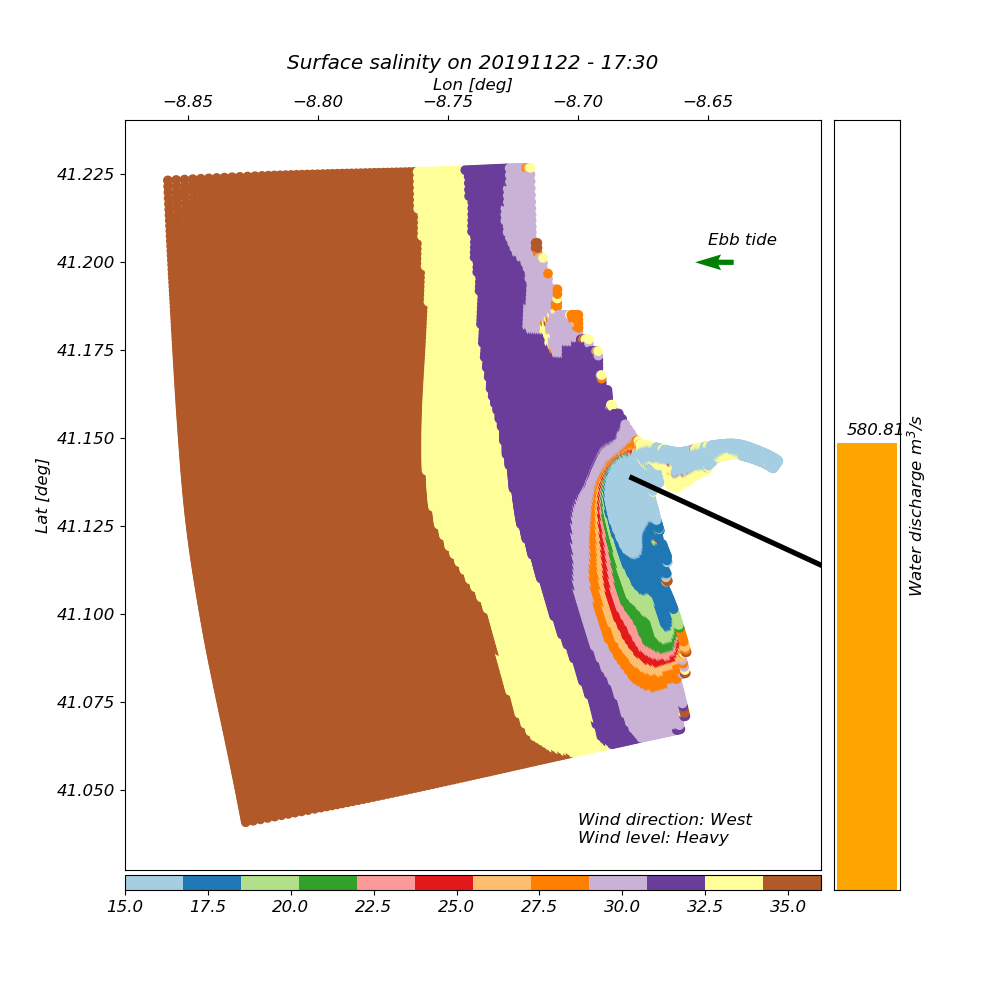 Surface salinity on 20191122 - 17:30
Lon [deg]
−8.85 −8.80 −8.75 −8.70 −8.65
41.225
41.200
41.175
41.150
41.125
41.100
41.075
41.050
Lat [deg]
Ebb tide
Wind direction: West
Wind level: Heavy
580.81
Water discharge m³/s
15.0 17.5 20.0 22.5 25.0 27.5 30.0 32.5 35.0